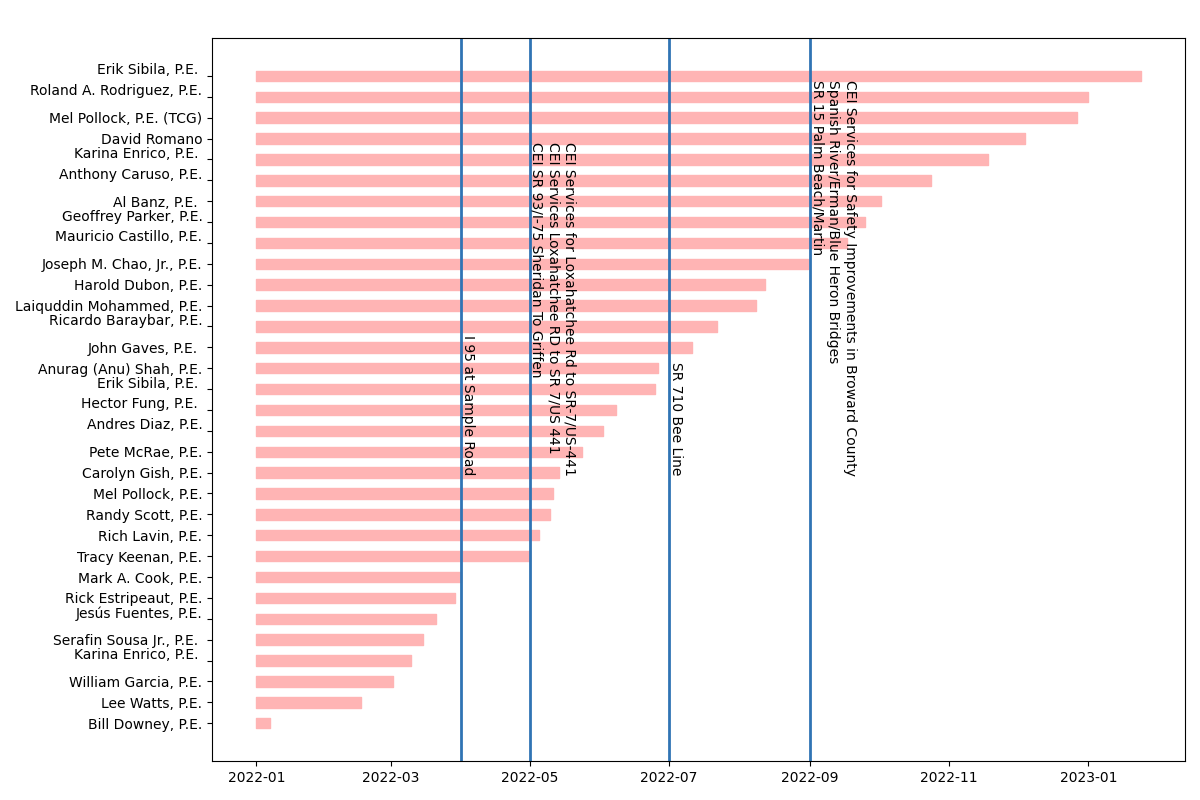 Erik Sibila, P.E.
Roland A. Rodriguez, P.E.
Mel Pollock, P.E. (TCG)
David Romano
Karina Enrico, P.E.
Anthony Caruso, P.E.
Al Banz, P.E.
Geoffrey Parker, P.E.
Mauricio Castillo, P.E.
Joseph M. Chao, Jr., P.E.
Harold Dubon, P.E.
Laiquddin Mohammed, P.E.
Ricardo Baraybar, P.E.
John Gaves, P.E.
Anurag (Anu) Shah, P.E.
Erik Sibila, P.E.
Hector Fung, P.E.
Andres Diaz, P.E.
Pete McRae, P.E.
Carolyn Gish, P.E.
Mel Pollock, P.E.
Randy Scott, P.E.
Rich Lavin, P.E.
Tracy Keenan, P.E.
Mark A. Cook, P.E.
Rick Estripeaut, P.E.
Jesús Fuentes, P.E.
Serafin Sousa Jr., P.E.
Karina Enrico, P.E.
William Garcia, P.E.
Lee Watts, P.E.
Bill Downey, P.E.
I 95 at Sample Road
CEI Services for Loxahatchee Rd to SR-7/US-441
CEI Services Loxahatchee RD to SR 7/US 441
CEI SR 93/I-75 Sheridan To Griffen
SR 710 Bee Line
CEI Services for Safety Improvements in Broward County
Spanish River/Erman/Blue Heron Bridges
SR 15 Palm Beach/Martin
2022-01
2022-03
2022-05
2022-07
2022-09
2022-11
2023-01